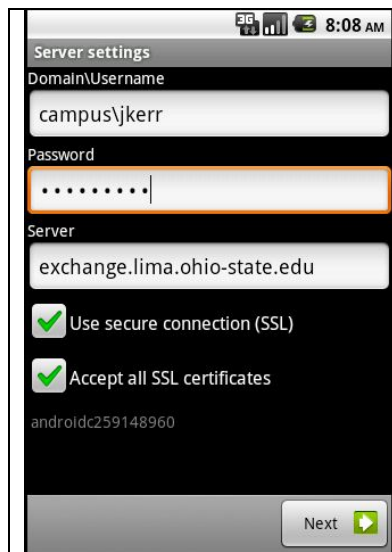 3G 8:08 AM
Server settings
Domain\Username
campus\jkerr
Password
•••••••••
Server
exchange.lima.ohio-state.edu
Use secure connection (SSL)
Accept all SSL certificates
androidc259148960
Next